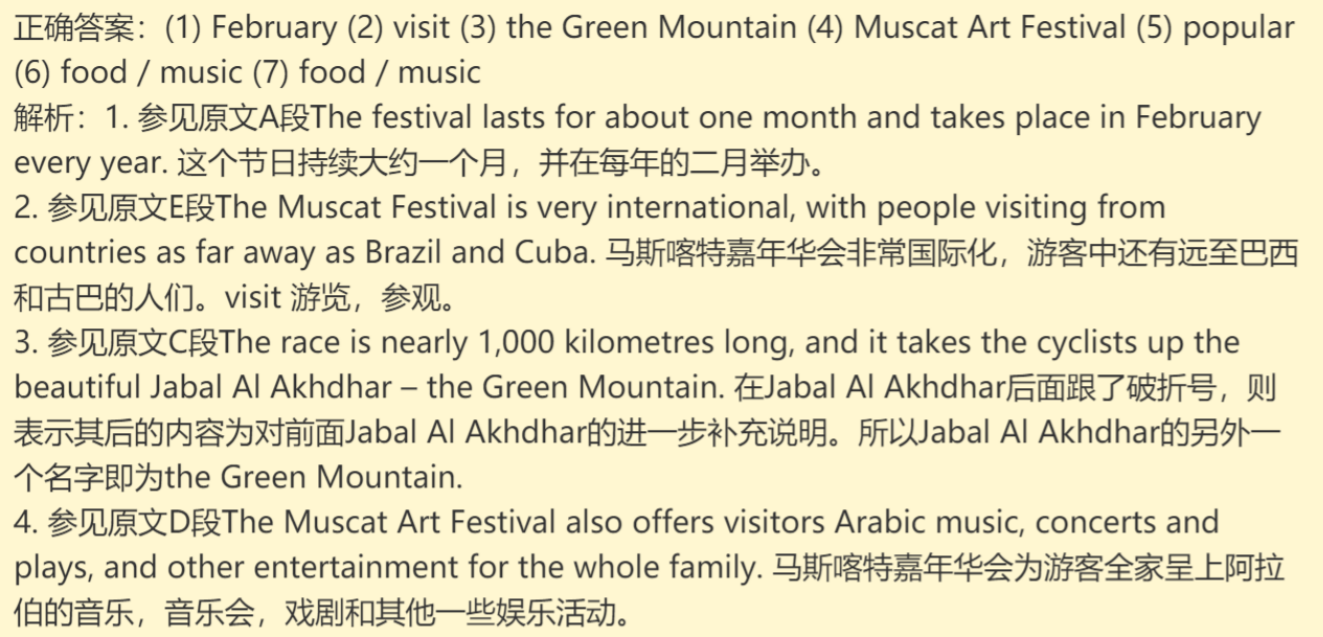 正确答案：(1) February (2) visit (3) the Green Mountain (4) Muscat Art Festival (5) popular
(6) food / music (7) food / music
解析：1. 参见原文A段The festival lasts for about one month and takes place in February
every year. 这个节日持续大约一个月，并在每年的二月举办。
2. 参见原文E段The Muscat Festival is very international, with people visiting from
countries as far away as Brazil and Cuba. 马斯喀特嘉年华会非常国际化，游客中还有远至巴西
和古巴的人们。visit 游览，参观。
3. 参见原文C段The race is nearly 1,000 kilometres long, and it takes the cyclists up the
beautiful Jabal Al Akhdhar – the Green Mountain. 在Jabal Al Akhdhar后面跟了破折号，则
表示其后的内容为对前面Jabal Al Akhdhar的进一步补充说明。所以Jabal Al Akhdhar的另外一
个名字即为the Green Mountain.
4. 参见原文D段The Muscat Art Festival also offers visitors Arabic music, concerts and
plays, and other entertainment for the whole family. 马斯喀特嘉年华会为游客全家呈上阿拉
伯的音乐，音乐会，戏剧和其他一些娱乐活动。